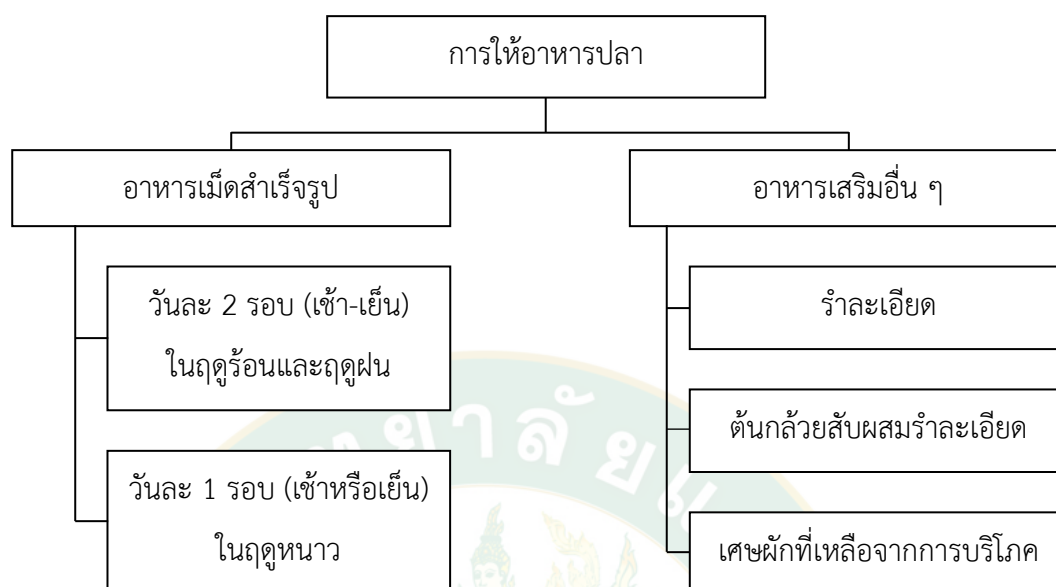 การให้อาหารปลา
อาหารเม็ดสำเร็จรูป
วันละ 2 รอบ (เช้า-เย็น)
ในฤดูร้อนและฤดูฝน
วันละ 1 รอบ (เช้าหรือเย็น)
ในฤดูหนาว
อาหารเสริมอื่น ๆ
รำละเอียด
ต้นกล้วยสับผสมรำละเอียด
เศษผักที่เหลือจากการบริโภค